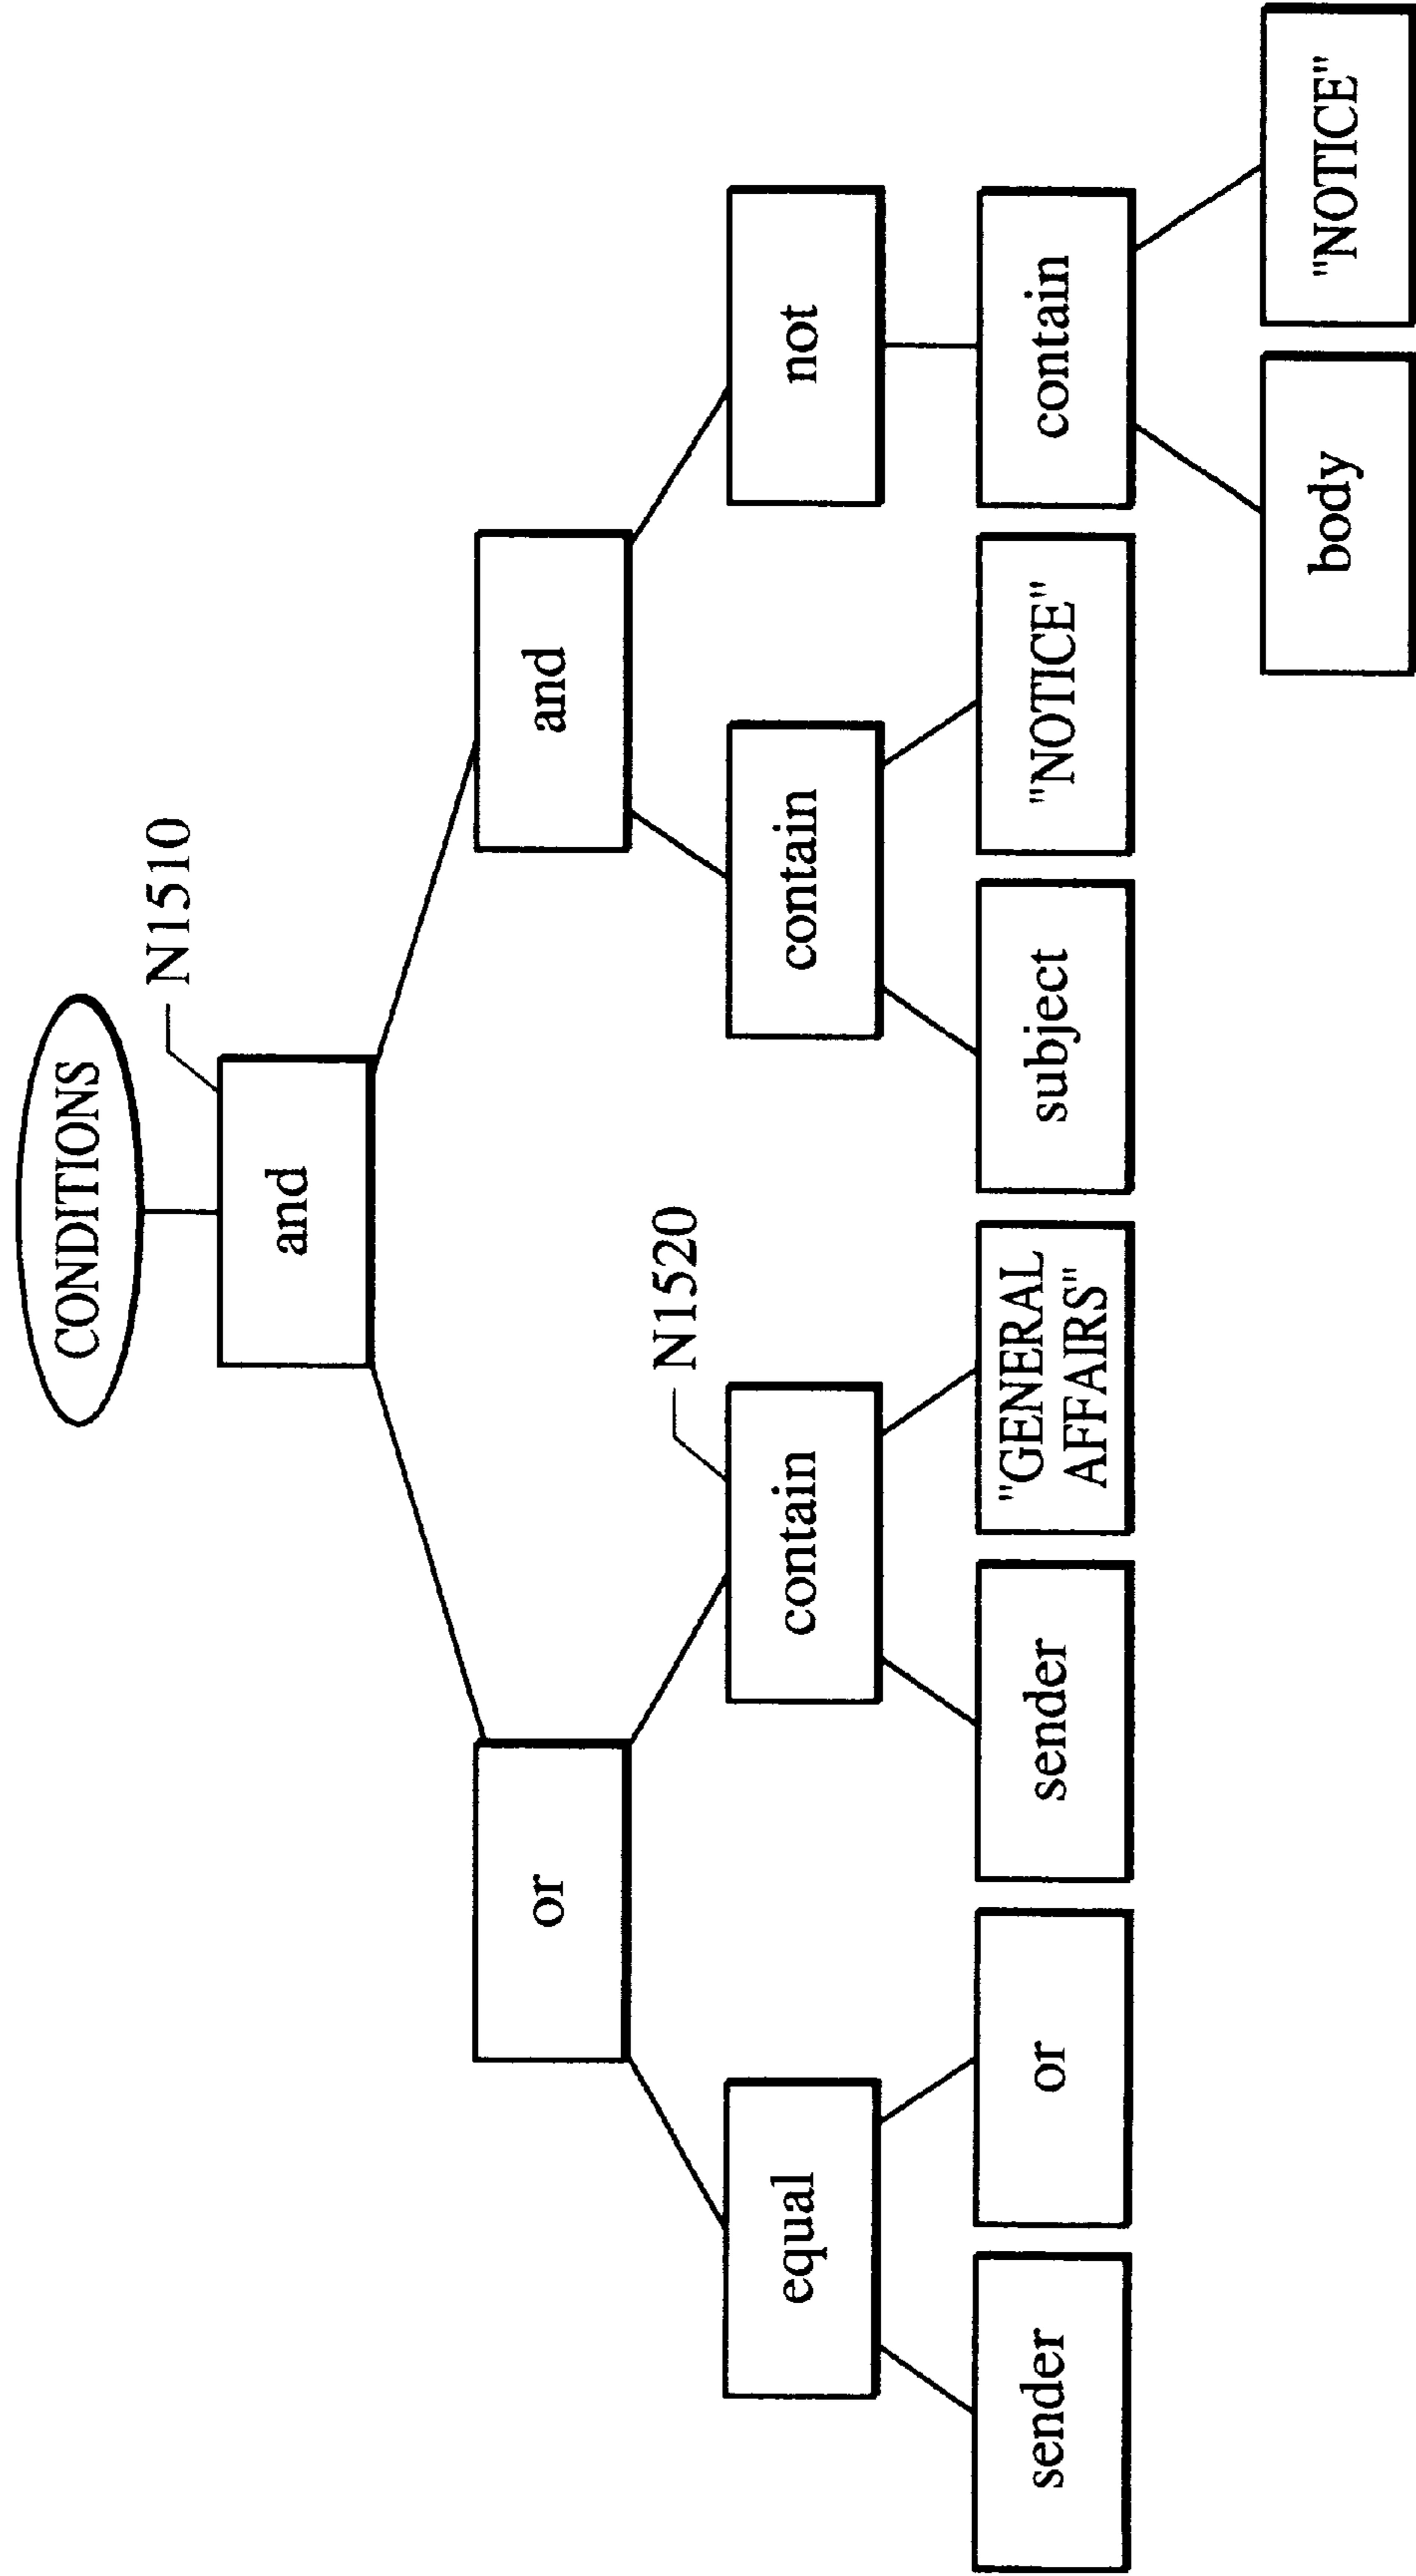 CONDITIONS
N1510
and
or
and
N1520
equal
contain
contain
not
sender
or
sender
"GENERAL
AFFAIRS"
subject
"NOTICE"
contain
body
"NOTICE"